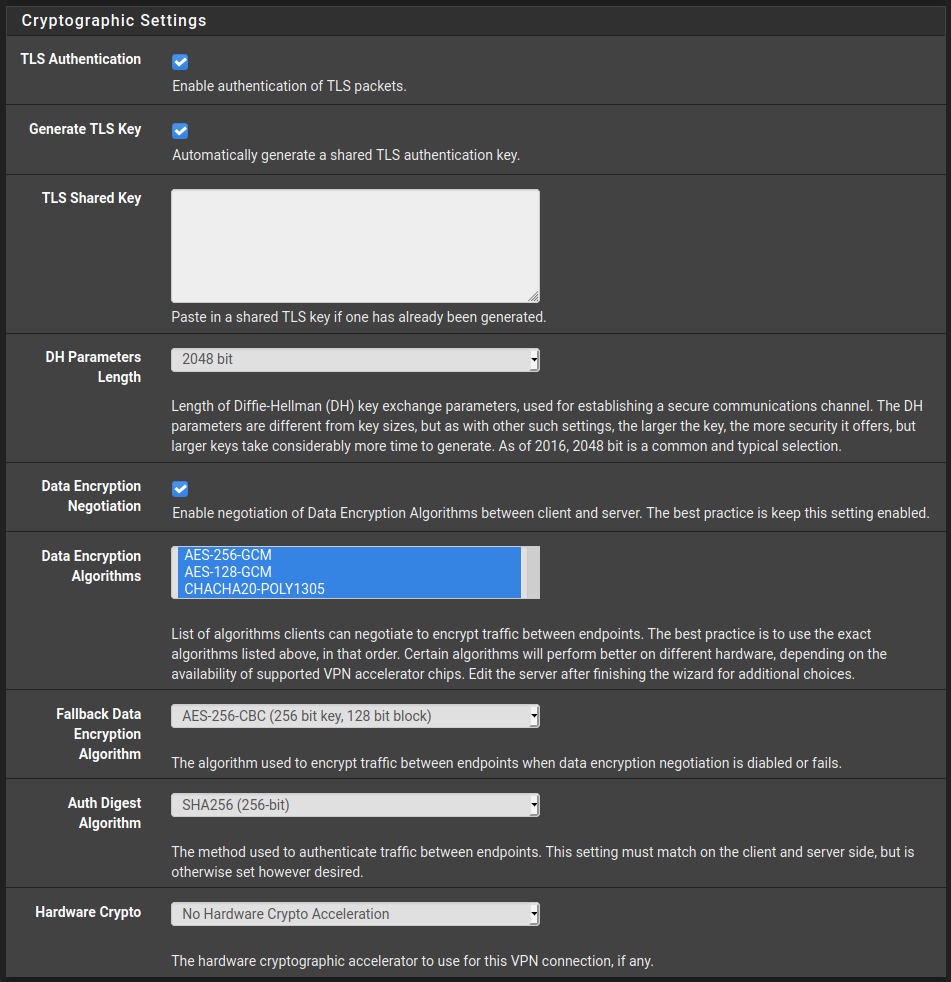 Cryptographic Settings
TLS Authentication
Enable authentication of TLS packets.
Generate TLS Key
Automatically generate a shared TLS authentication key.
TLS Shared Key
Paste in a shared TLS key if one has already been generated.
DH Parameters
Length
2048 bit
Length of Diffie-Hellman (DH) key exchange parameters, used for establishing a secure communications channel. The DH
parameters are different from key sizes, but as with other such settings, the larger the key, the more security it offers, but
larger keys take considerably more time to generate. As of 2016, 2048 bit is a common and typical selection.
Data Encryption
Negotiation
Enable negotiation of Data Encryption Algorithms between client and server. The best practice is keep this setting enabled.
Data Encryption
Algorithms
AES-256-GCM
AES-128-GCM
CHACHA20-POLY1305
List of algorithms clients can negotiate to encrypt traffic between endpoints. The best practice is to use the exact
algorithms listed above, in that order. Certain algorithms will perform better on different hardware, depending on the
availability of supported VPN accelerator chips. Edit the server after finishing the wizard for additional choices.
Fallback Data
Encryption
Algorithm
AES-256-CBC (256 bit key, 128 bit block)
The algorithm used to encrypt traffic between endpoints when data encryption negotiation is diabled or fails.
Auth Digest
Algorithm
SHA256 (256-bit)
The method used to authenticate traffic between endpoints. This setting must match on the client and server side, but is
otherwise set however desired.
Hardware Crypto
No Hardware Crypto Acceleration
The hardware cryptographic accelerator to use for this VPN connection, if any.